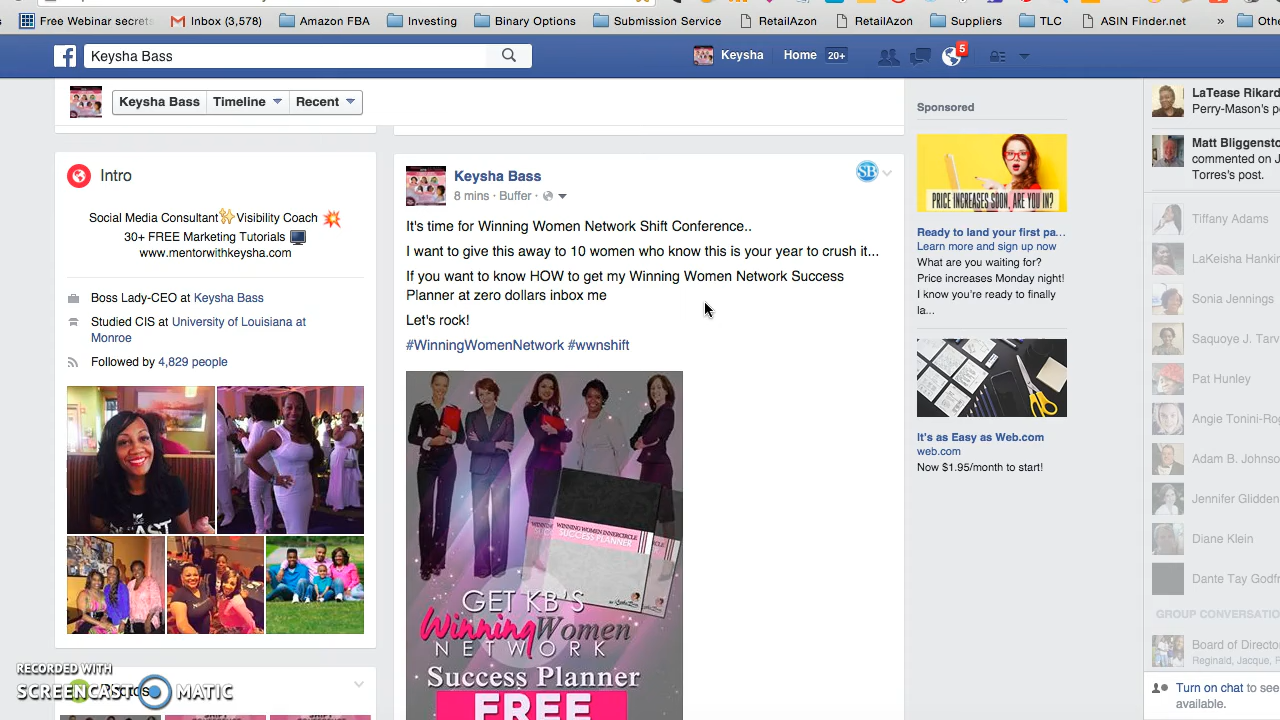 Free Webinar secrets
Inbox (3,578)
Amazon FBA
Investing
Binary Options
Submission Service
RetailAzon
RetailAzon
Suppliers
TLC
ASIN Finder.net
»
Keysha Bass
Keysha
Home 20+
5
Keysha Bass
Timeline
Recent
Intro
Social Media Consultant✨Visibility Coach 💥
30+ FREE Marketing Tutorials 💻
www.mentorwithkeysha.com
Boss Lady-CEO at Keysha Bass
Studied CIS at University of Louisiana at
Monroe
Followed by 4,829 people
RECORDED WITH
SCREENCAST MATIC
Keysha Bass
SB
8 mins · Buffer ·
It's time for Winning Women Network Shift Conference..
I want to give this away to 10 women who know this is your year to crush it...
If you want to know HOW to get my Winning Women Network Success
Planner at zero dollars inbox me
Let's rock!
#WinningWomenNetwork #wwnshift
WINNING WOMEN INNERCIRCLE
SUCCESS PLANNER
GET KB'S
Winning Women
NETWORK
Success Planner
FREE
Sponsored
PRICE INCREASES SOON, ARE YOU IN?
Ready to land your first pa...
Learn more and sign up now
What are you waiting for?
Price increases Monday night!
I know you're ready to finally
la...
It's as Easy as Web.com
web.com
Now $1.95/month to start!
LaTease Rikard
Perry-Mason's po
Matt Bliggensto
commented on J
Torres's post.
Tiffany Adams
LaKeisha Hankin
Sonia Jennings
Saquoye J. Tarv
Pat Hunley
Angie Tonini-Rog
Adam B. Johnso
Jennifer Glidden
Diane Klein
Dante Tay Godfr
GROUP CONVERSATIO
Board of Director
Reginald, Jacque, R
Turn on chat to see
available.